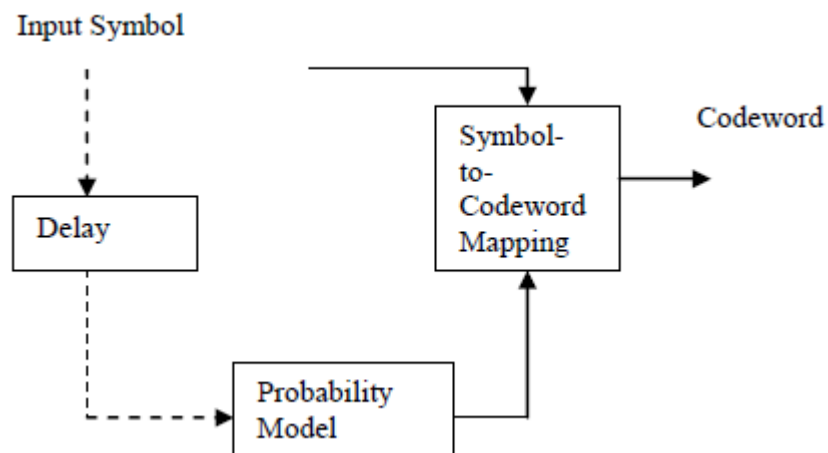 Input Symbol
Codeword
Symbol-
to-
Codeword
Mapping
Delay
Probability
Model